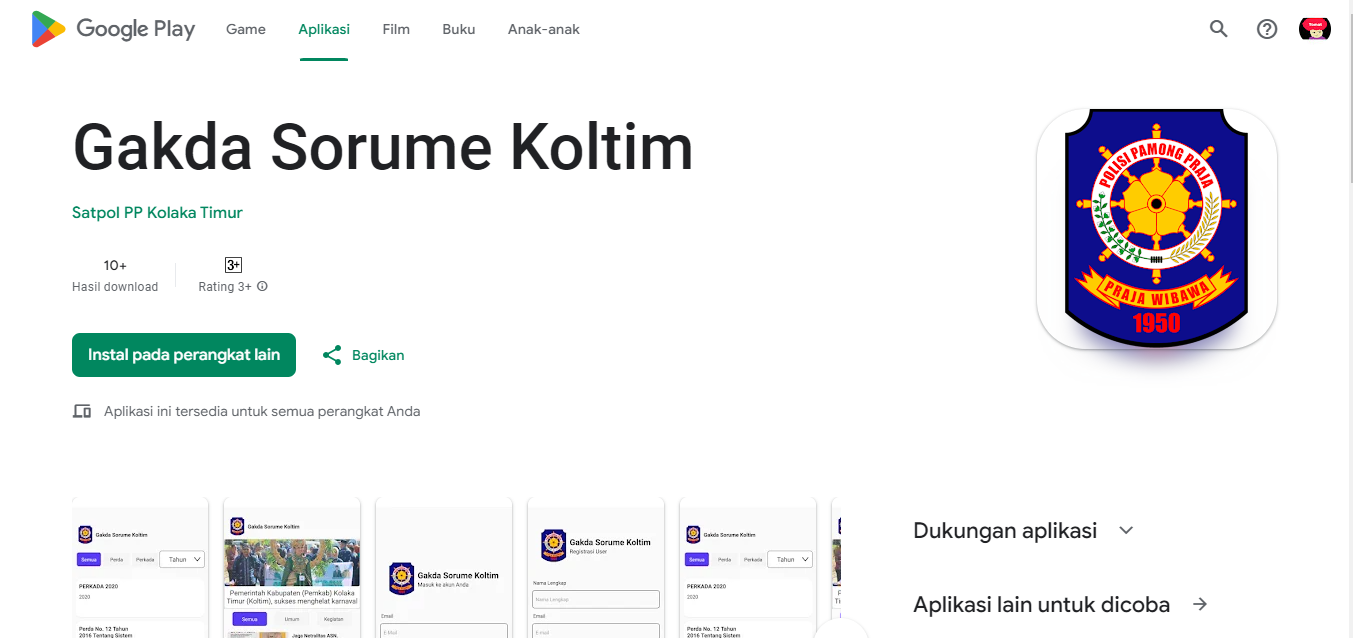 Google Play
Game
Aplikasi
Film
Buku
Anak-anak
Gakda Sorume Koltim
Satpol PP Kolaka Timur
10+
Hasil download
3+
Rating 3+
Instal pada perangkat lain
Bagikan
Aplikasi ini tersedia untuk semua perangkat Anda
POLISI PAMONG PRAJA
PRAJA WIBAWA
1950
Gakda Sorume Koltim
Semua
Perda
Perkada
Tahun
PERKADA 2020
2020
Perda No. 12 Tahun
2016 Tentang Sistem
Gakda Sorume Koltim
Pemerintah Kabupaten (Pemkab) Kolaka
Timur (Koltim), sukses menghelat karnaval
Semua
Umum
Kegiatan
Jaga Netralitas ASN,
Gakda Sorume Koltim
Masuk ke akun Anda
Email
E-Mail
Gakda Sorume Koltim
Registrasi User
Nama Lengkap
Nama Lengkap
Email
E-mail
Gakda Sorume Koltim
Semua
Perda
Perkada
Tahun
PERKADA 2020
2020
Perda No. 12 Tahun
2016 Tentang Sistem
Dukungan aplikasi
Aplikasi lain untuk dicoba